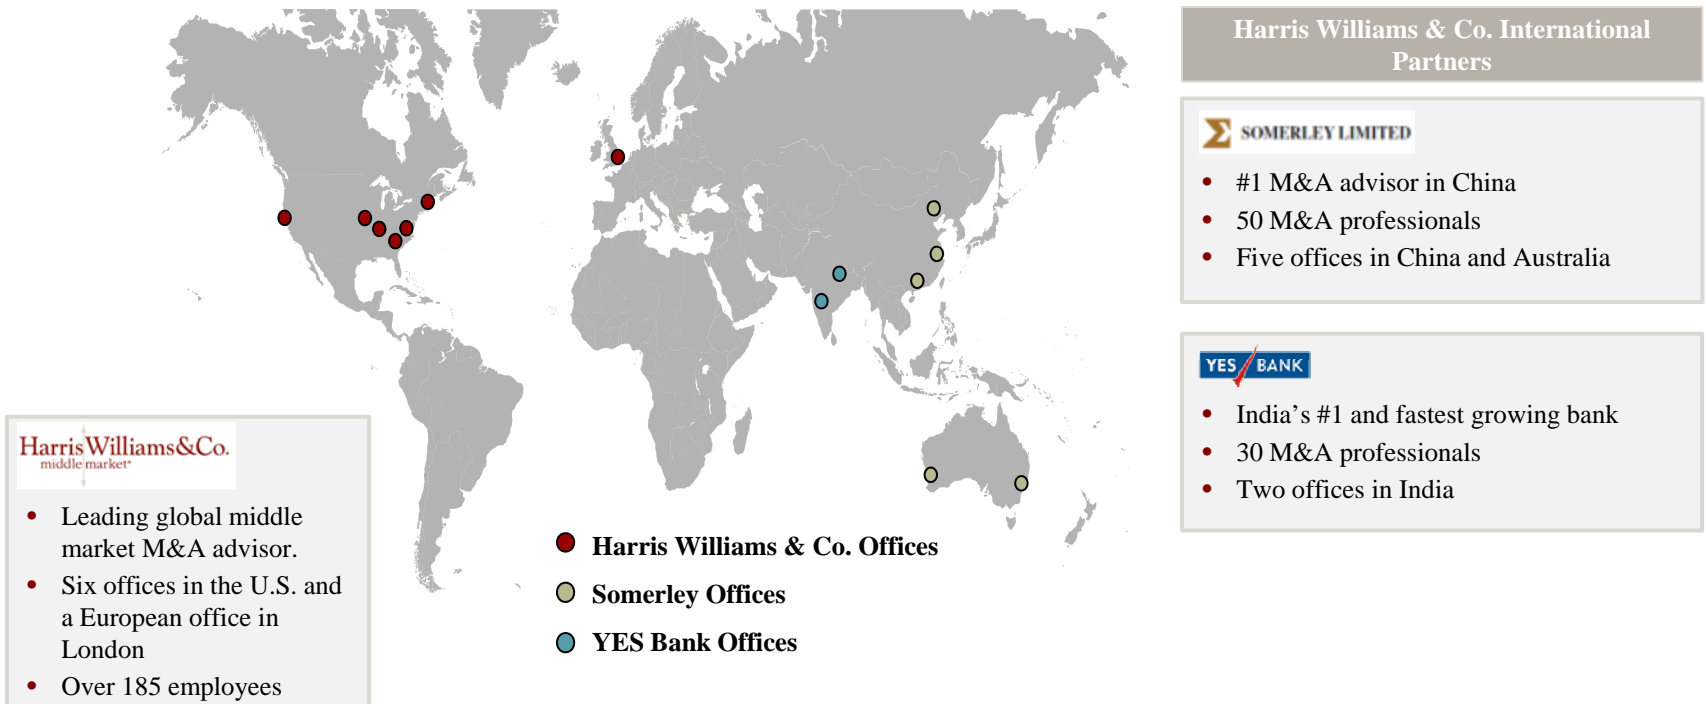 Harris Williams & Co. International
Partners
SOMERLEY LIMITED
• #1 M&A advisor in China
• 50 M&A professionals
• Five offices in China and Australia
YES BANK
• India’s #1 and fastest growing bank
• 30 M&A professionals
• Two offices in India
Harris Williams & Co.
middle market
• Leading global middle
market M&A advisor.
• Six offices in the U.S. and
a European office in
London
• Over 185 employees
Harris Williams & Co. Offices
Somerley Offices
YES Bank Offices